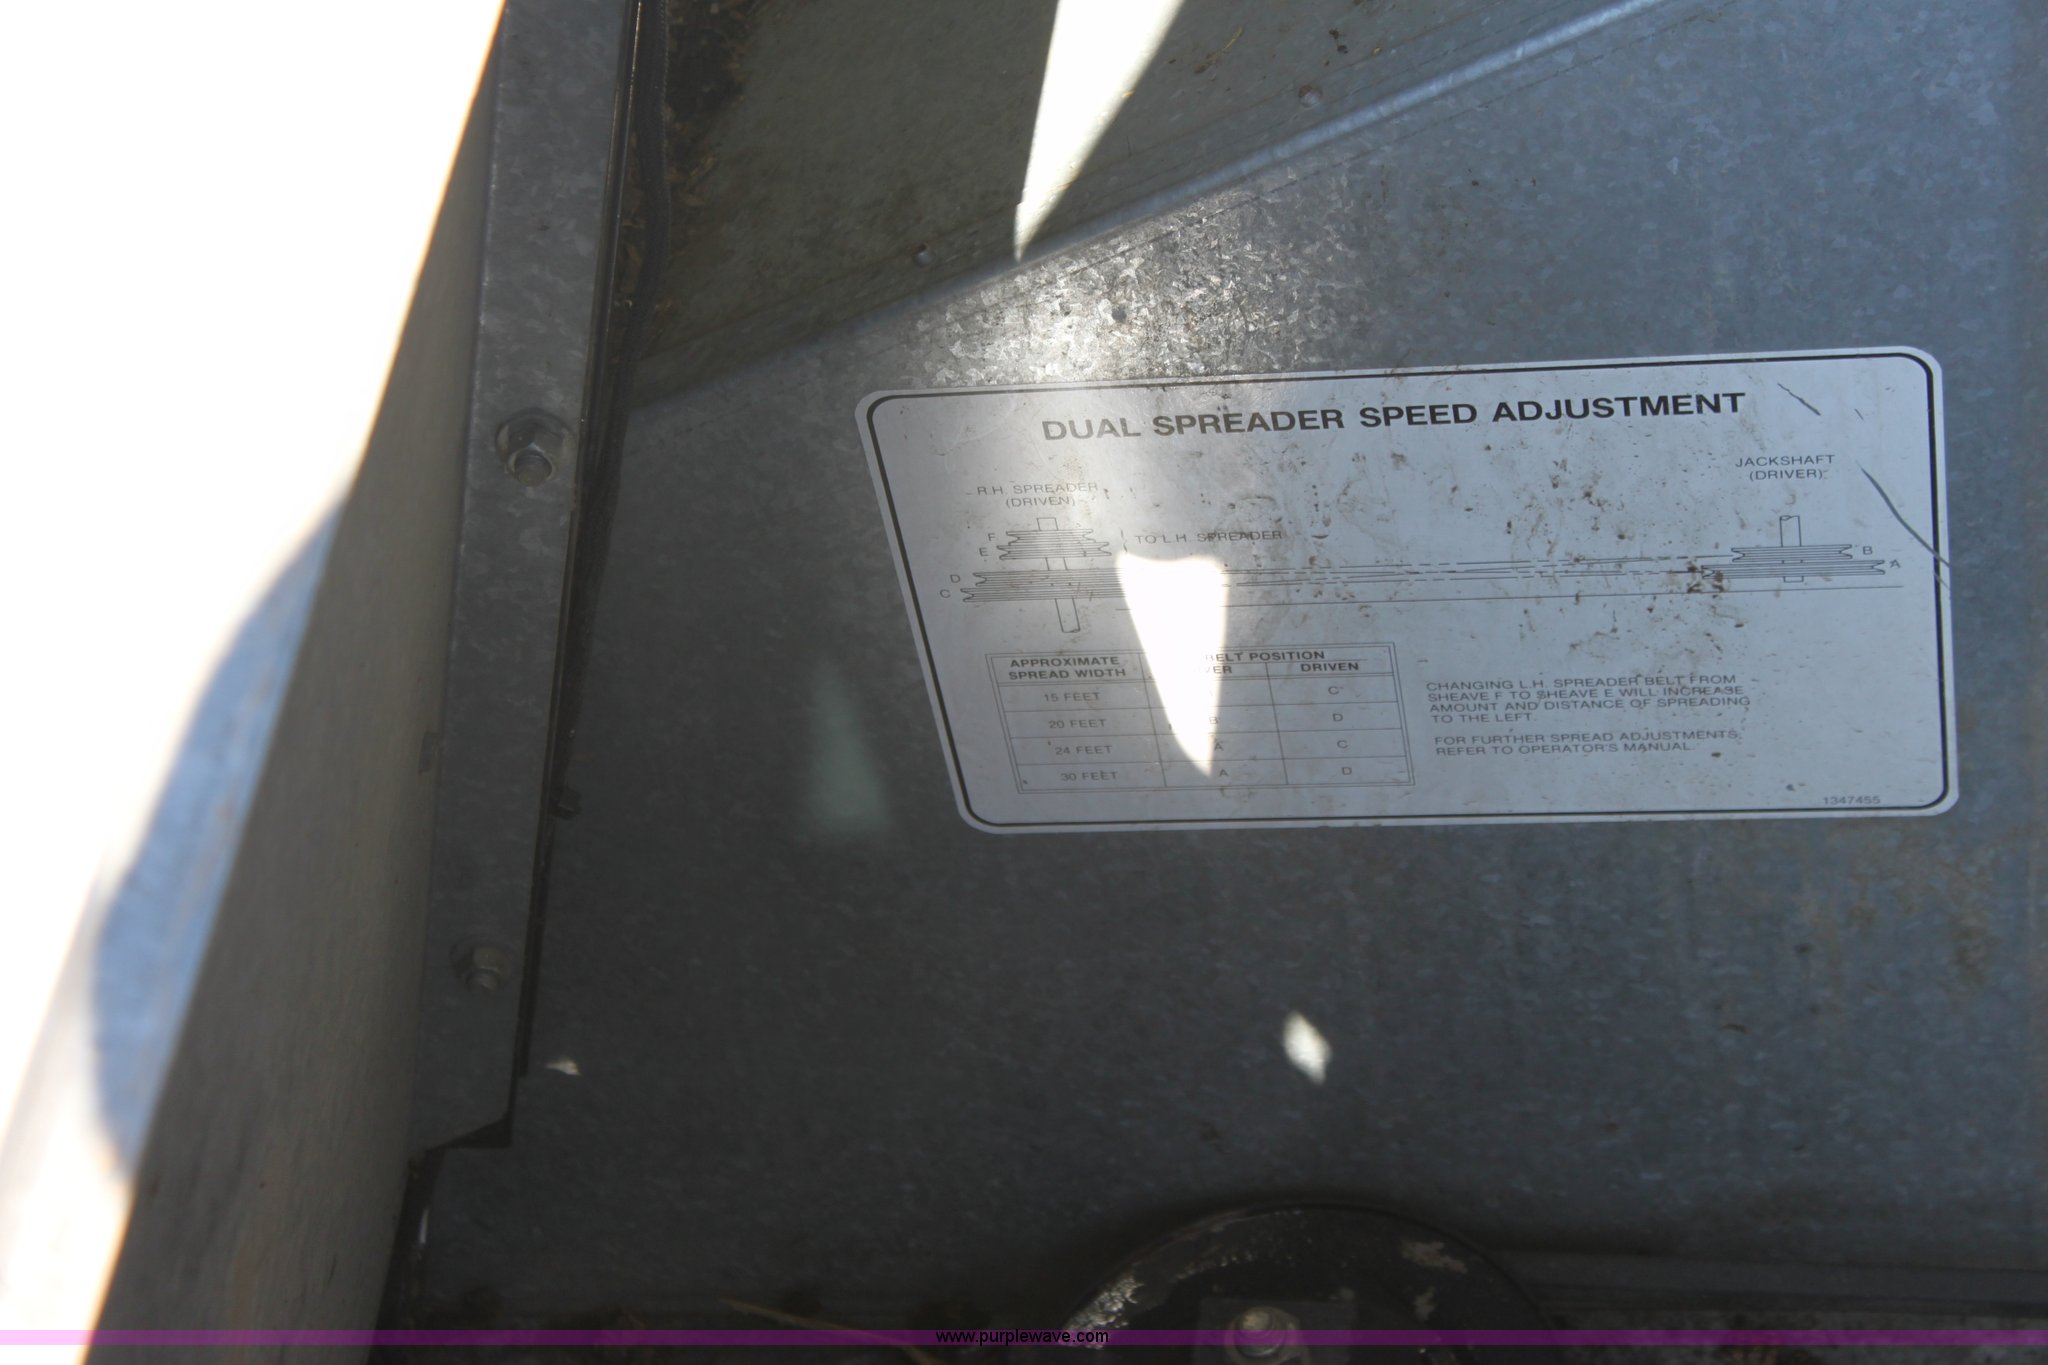 DUAL SPREADER SPEED ADJUSTMENT
R.H. SPREADER
(DRIVEN)
JACKSHAFT
(DRIVER)
F
E
TO L.H. SPREADER
B
A
D
C
APPROXIMATE
SPREAD WIDTH
BELT POSITION
DRIVEN
15 FEET C
20 FEET B D
24 FEET A C
30 FEET A D
CHANGING L.H. SPREADER BELT FROM
SHEAVE F TO SHEAVE E WILL INCREASE
AMOUNT AND DISTANCE OF SPREADING
TO THE LEFT.
FOR FURTHER SPREAD ADJUSTMENTS,
REFER TO OPERATOR'S MANUAL.
1347455
www.purplewave.com